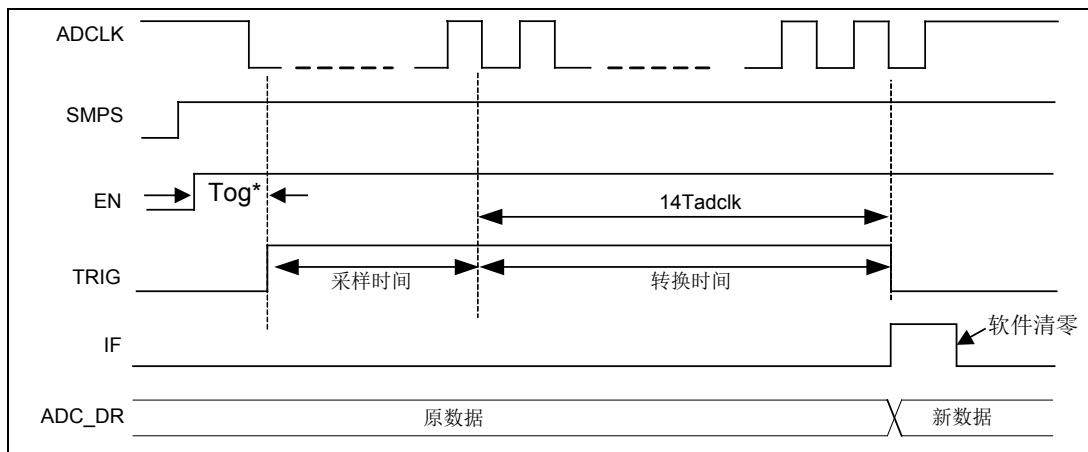 ADCLK
SMPS
EN
Tog*
14Tadclk
TRIG
采样时间
转换时间
IF
软件清零
ADC_DR
原数据
新数据